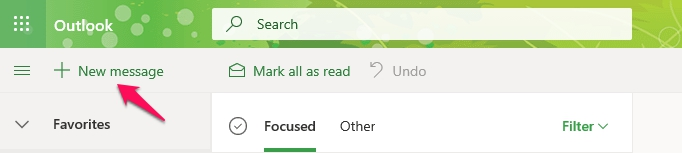 Outlook Search
New message Mark all as read Undo
Favorites Focused Other Filter